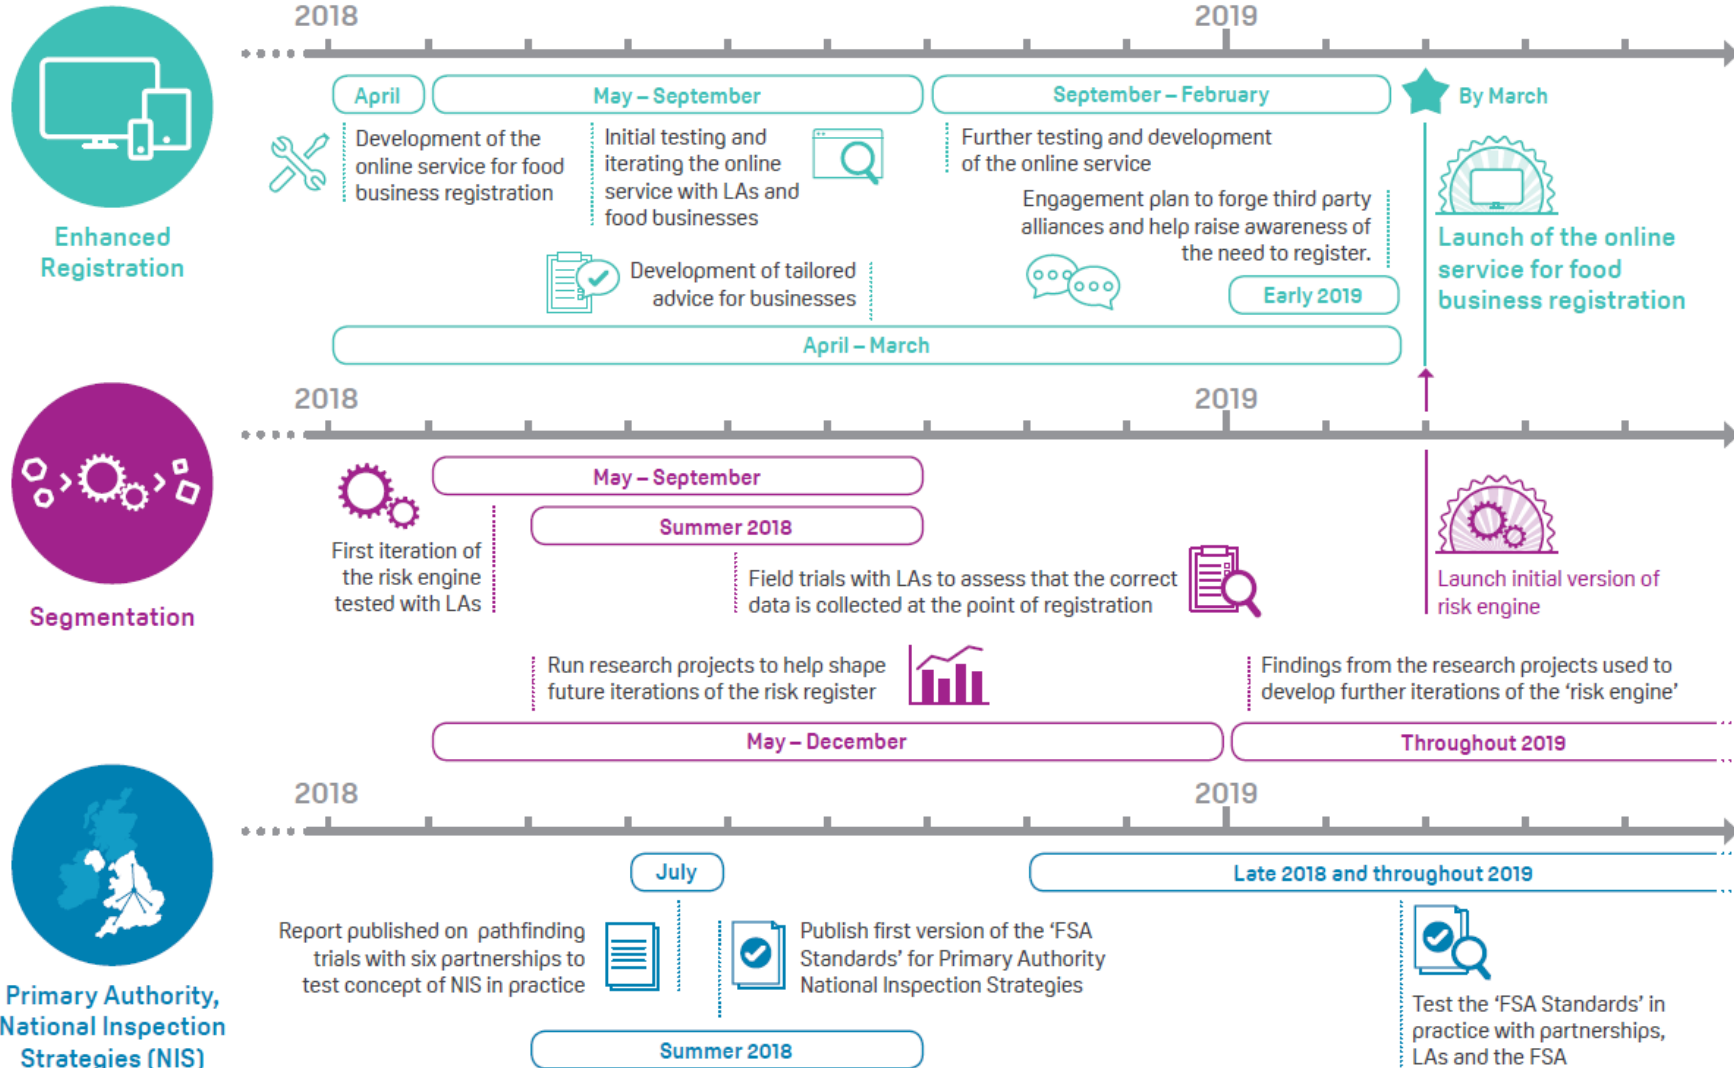 2018
2019
Enhanced
Registration
April
May – September
September – February
By March
Development of the
online service for food
business registration
Initial testing and
iterating the online
service with LAs and
food businesses
Further testing and development
of the online service
Engagement plan to forge third party
alliances and help raise awareness of
the need to register.
Early 2019
Development of tailored
advice for businesses
April – March
Launch of the online
service for food
business registration
2018
2019
Segmentation
May – September
Summer 2018
First iteration of
the risk engine
tested with LAs
Field trials with LAs to assess that the correct
data is collected at the point of registration
Launch initial version of
risk engine
Run research projects to help shape
future iterations of the risk register
Findings from the research projects used to
develop further iterations of the ‘risk engine’
May – December
Throughout 2019
2018
2019
Primary Authority,
National Inspection
Strategies (NIS)
July
Late 2018 and throughout 2019
Report published on pathfinding
trials with six partnerships to
test concept of NIS in practice
Publish first version of the ‘FSA
Standards’ for Primary Authority
National Inspection Strategies
Summer 2018
Test the ‘FSA Standards’ in
practice with partnerships,
LAs and the FSA